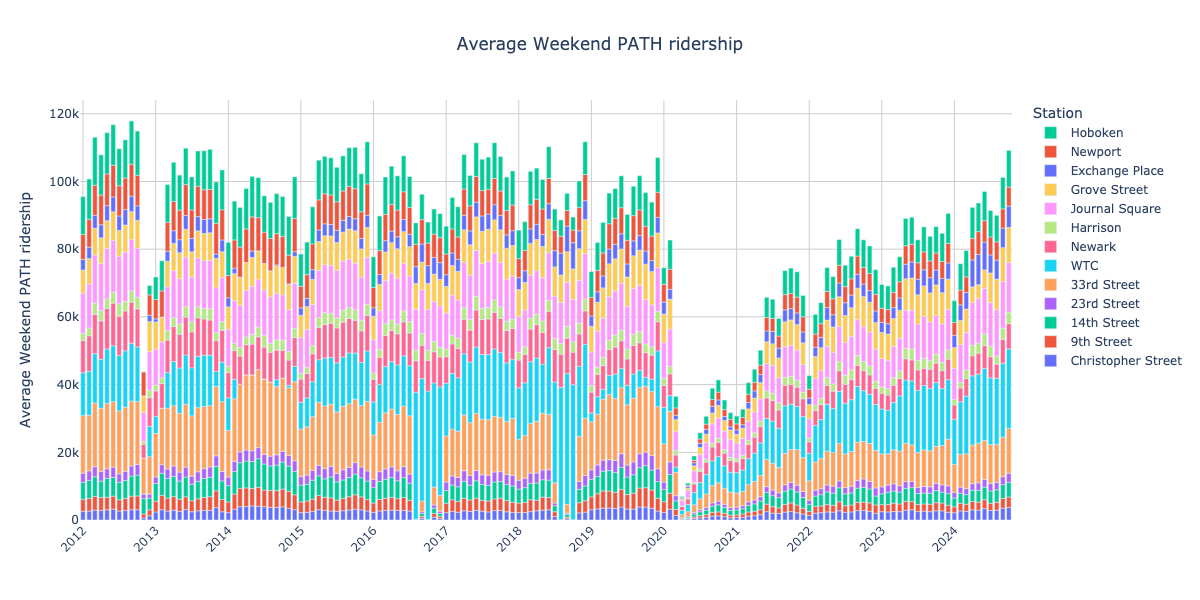 Average Weekend PATH ridership
Average Weekend PATH ridership
120k
100k
80k
60k
40k
20k
0
2012
2013
2014
2015
2016
2017
2018
2019
2020
2021
2022
2023
2024
Station
Hoboken
Newport
Exchange Place
Grove Street
Journal Square
Harrison
Newark
WTC
33rd Street
23rd Street
14th Street
9th Street
Christopher Street